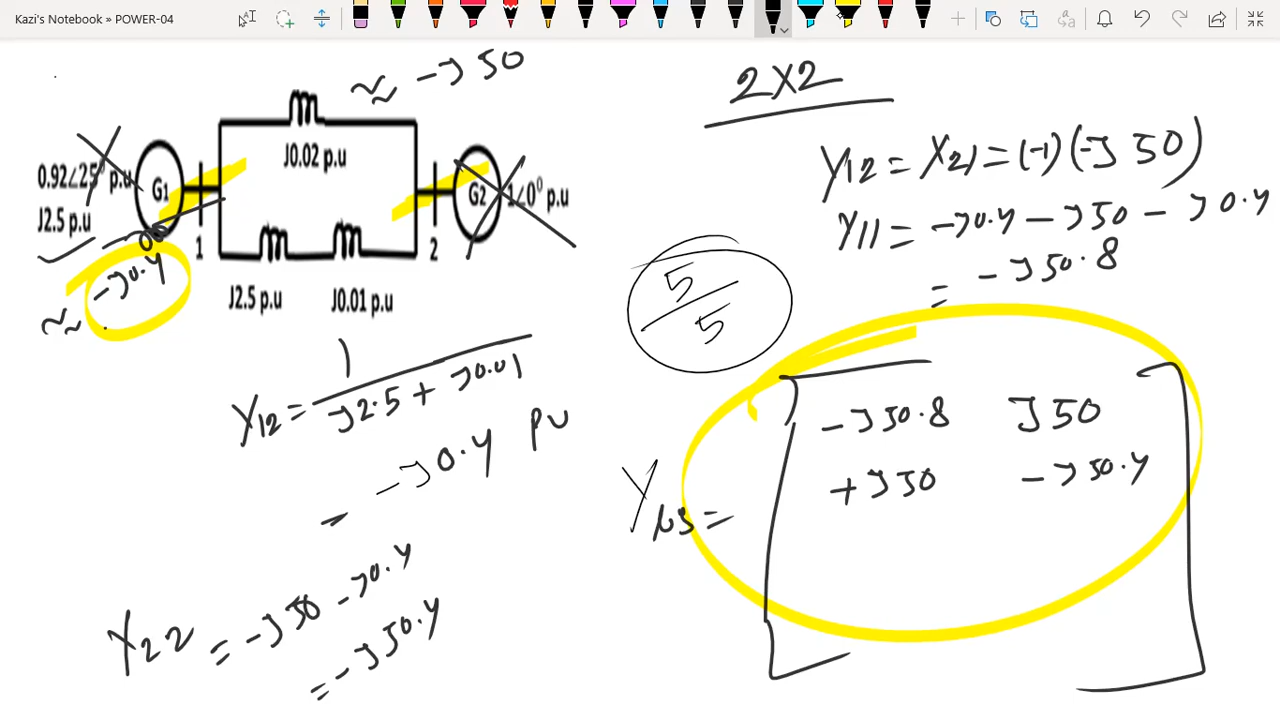 Kazi's Notebook » POWER-04
≈ -J 50
2X2
J0.02 p.u
0.92∠25° p.u
G1
G2
1∠0° p.u
J2.5 p.u
1
2
≈ -J0.4
J2.5 p.u
J0.01 p.u
Y12 = Y21 = (-1)(-J 50)
Y11 = -J0.4 - J50 - J0.4
= -J50.8
5/5
Y12 = 1/J2.5 + J0.01
= -J0.4 PU
Y22 = -J50 - J0.4
= -J50.4
-J50.8 J50
+J50 -J50.4